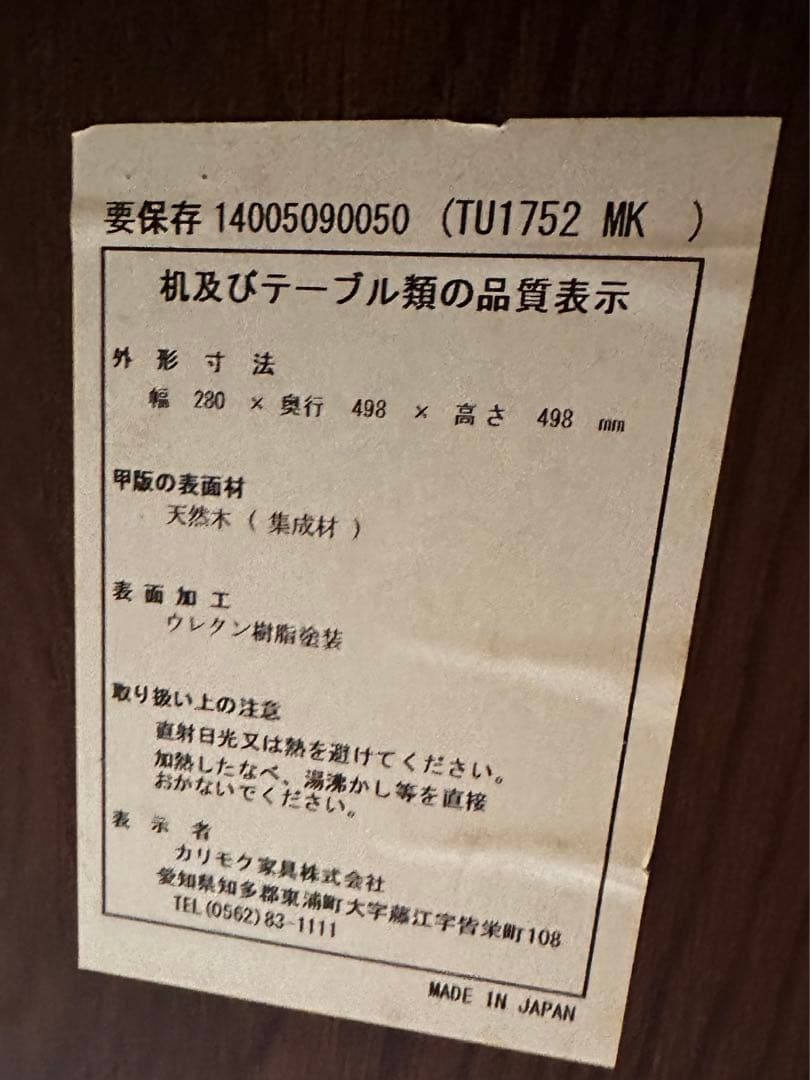 要保存 14005090050 (TU1752 MK )
机及びテーブル類の品質表示
外形寸法
幅 280 × 奥行 498 × 高さ 498 mm
甲版の表面材
天然木 ( 集成材 )
表面加工
ウレタン樹脂塗装
取り扱い上の注意
直射日光又は熱を避けてください。
加熱したなべ、湯沸かし等を直接
おかないでください。
表示者
カリモク家具株式会社
愛知県知多郡東浦町大字藤江字皆栄町108
TEL(0562)83-1111
MADE IN JAPAN